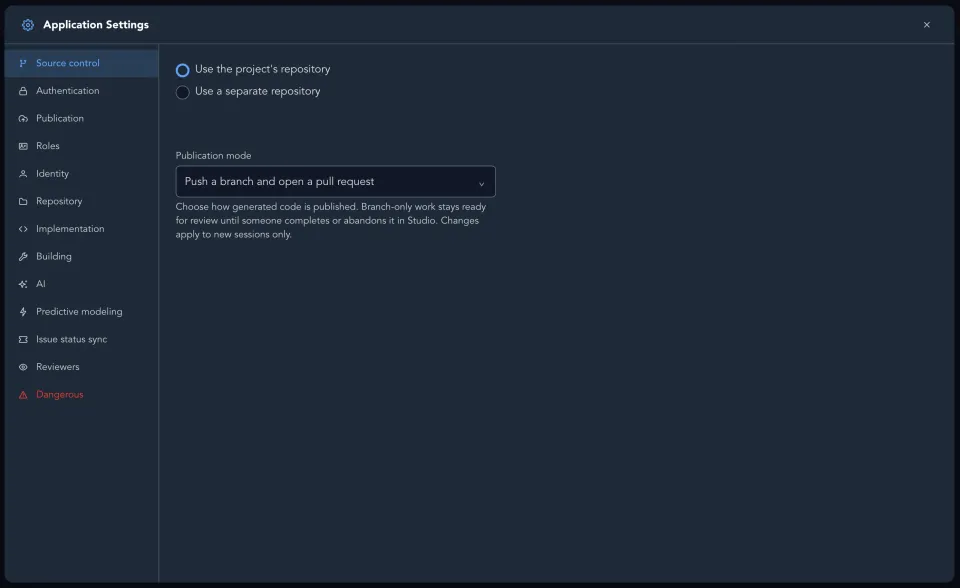 Application Settings
Source control
Authentication
Publication
Roles
Identity
Repository
Implementation
Building
AI
Predictive modeling
Issue status sync
Reviewers
Dangerous
Use the project's repository
Use a separate repository
Publication mode
Push a branch and open a pull request
Choose how generated code is published. Branch-only work stays ready
for review until someone completes or abandons it in Studio. Changes
apply to new sessions only.